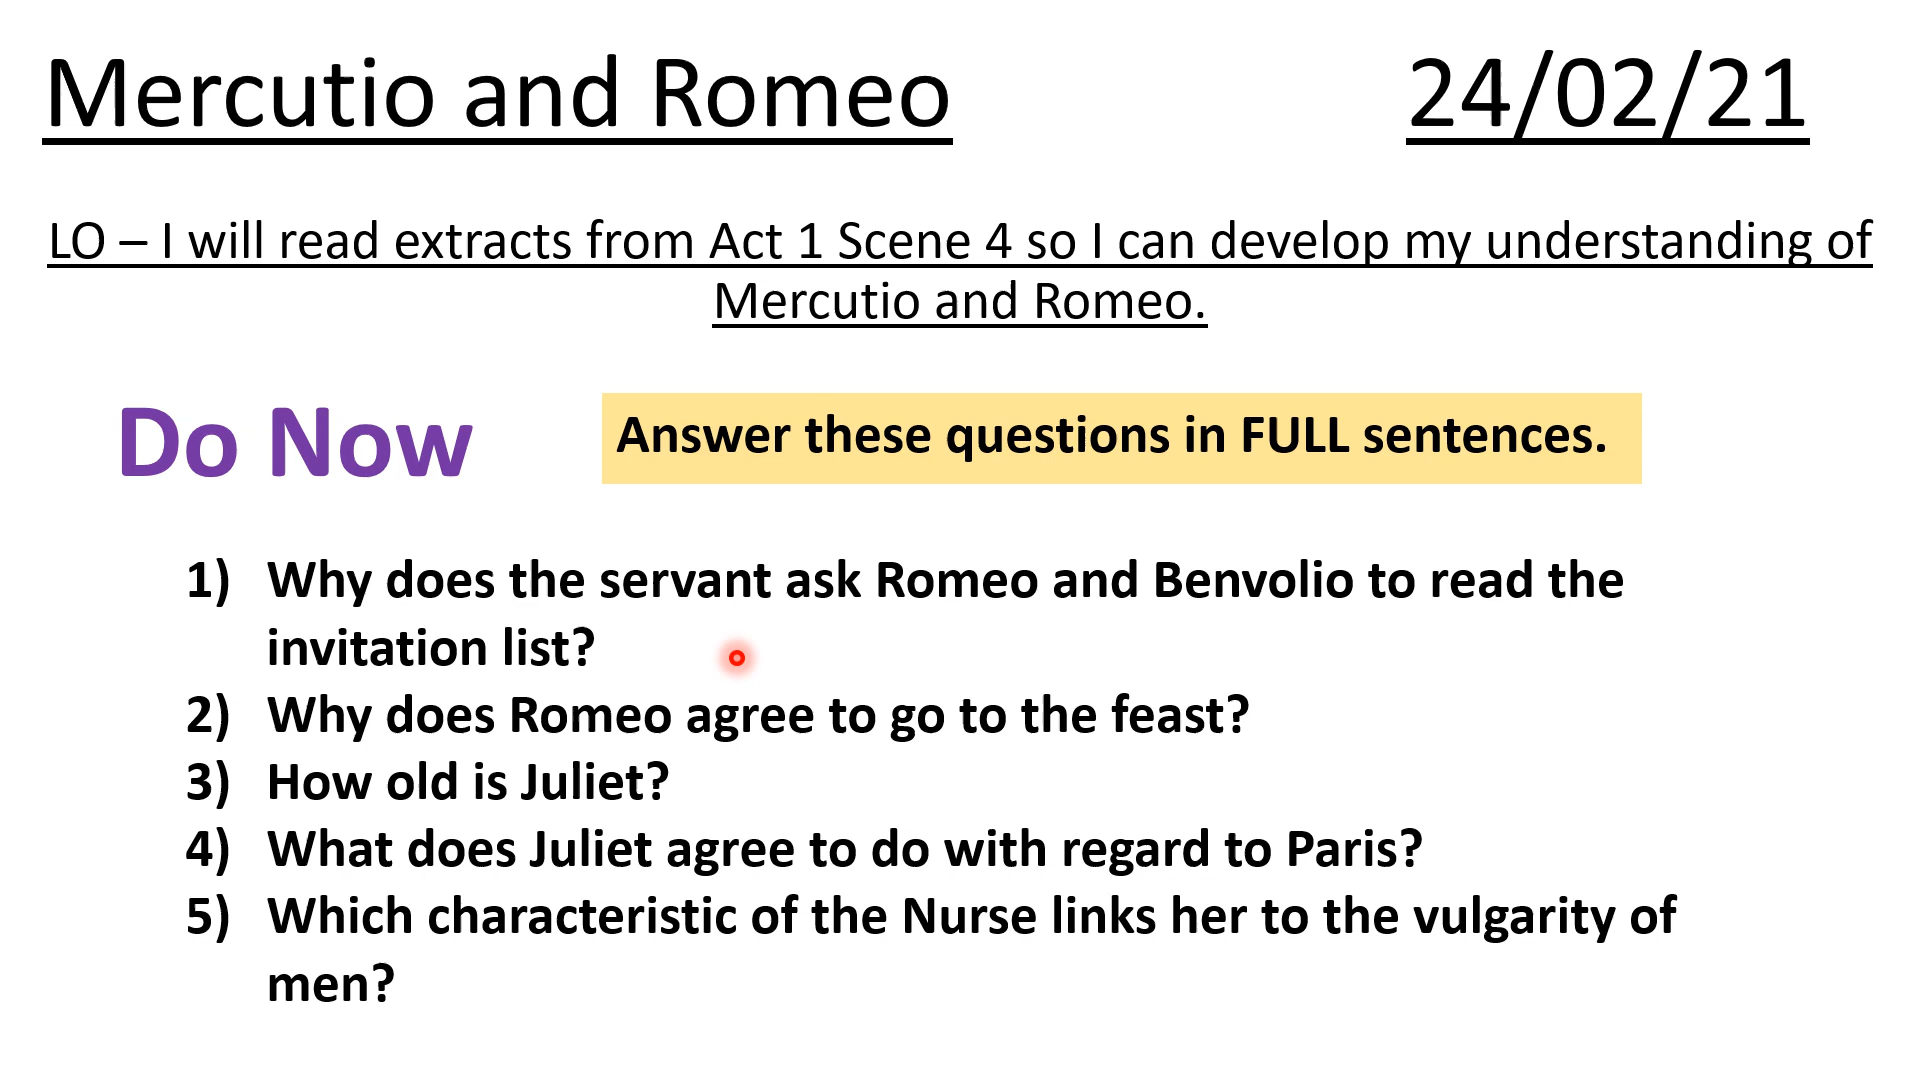 Mercutio and Romeo 24/02/21
LO – I will read extracts from Act 1 Scene 4 so I can develop my understanding of
Mercutio and Romeo.
Do Now
Answer these questions in FULL sentences.
1) Why does the servant ask Romeo and Benvolio to read the
invitation list?
2) Why does Romeo agree to go to the feast?
3) How old is Juliet?
4) What does Juliet agree to do with regard to Paris?
5) Which characteristic of the Nurse links her to the vulgarity of
men?